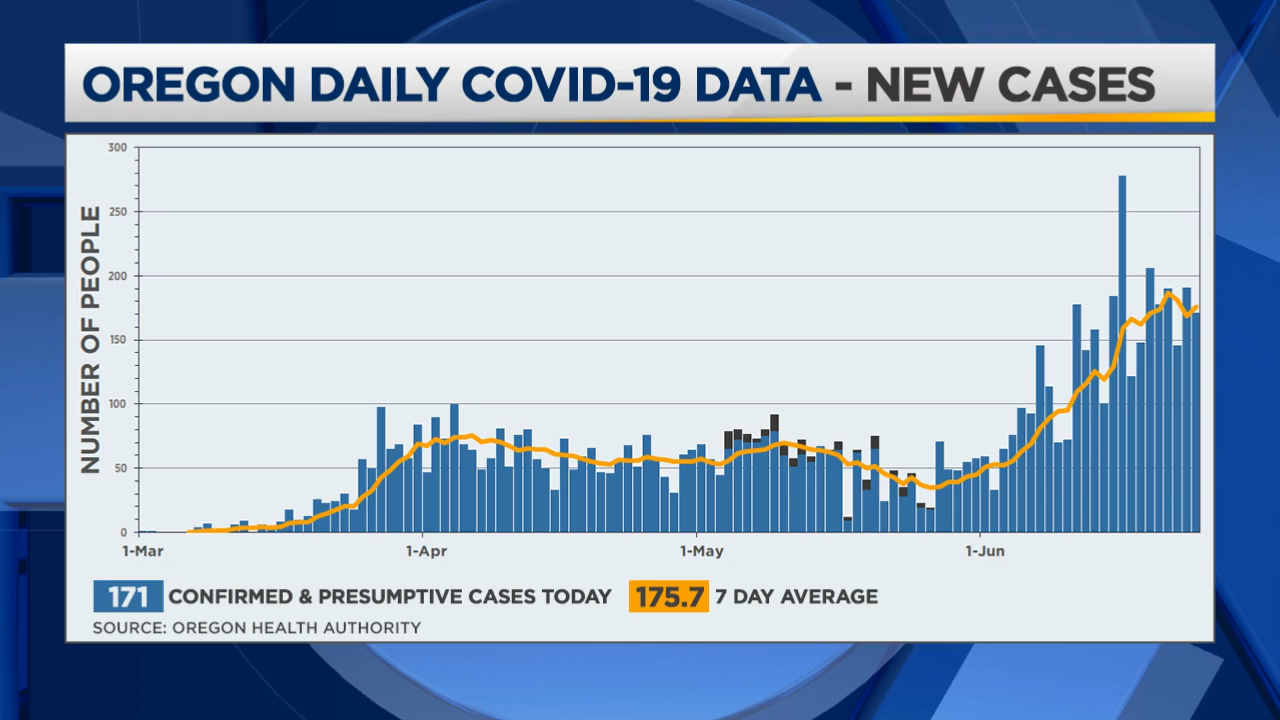 OREGON DAILY COVID-19 DATA - NEW CASES
NUMBER OF PEOPLE
300
250
200
150
100
50
0
1-Mar
1-Apr
1-May
1-Jun
171 CONFIRMED & PRESUMPTIVE CASES TODAY 175.7 7 DAY AVERAGE
SOURCE: OREGON HEALTH AUTHORITY